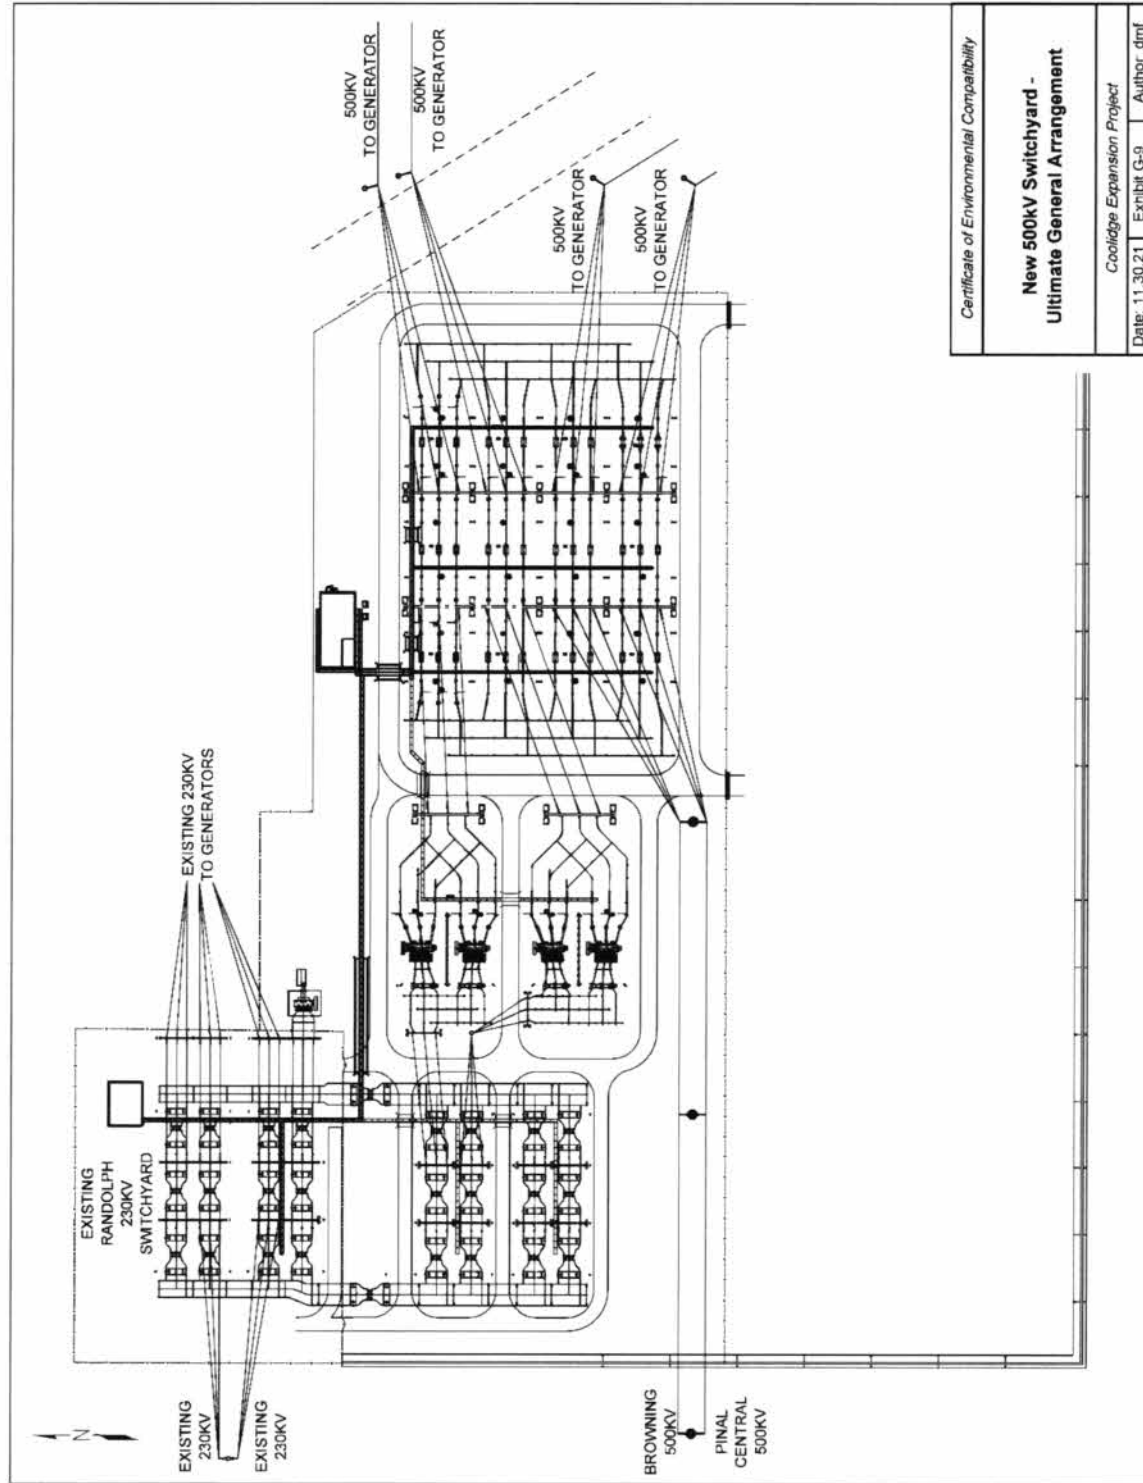 500KV
TO GENERATOR
500KV
TO GENERATOR
500KV
TO GENERATOR
500KV
TO GENERATOR
EXISTING 230KV
TO GENERATORS
EXISTING
RANDOLPH
230KV
SWITCHYARD
N
EXISTING
230KV
EXISTING
230KV
BROWNING
500KV
PINAL
CENTRAL
500KV
Certificate of Environmental Compatibility
New 500kV Switchyard -
Ultimate General Arrangement
Coolidge Expansion Project
Date: 11.30.21 Exhibit G-9 Author: dmf